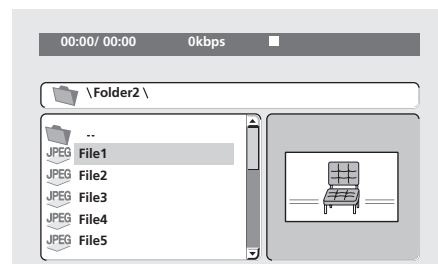 00:00/ 00:00 0kbps
\Folder2 \
--
JPEG File1
JPEG File2
JPEG File3
JPEG File4
JPEG File5